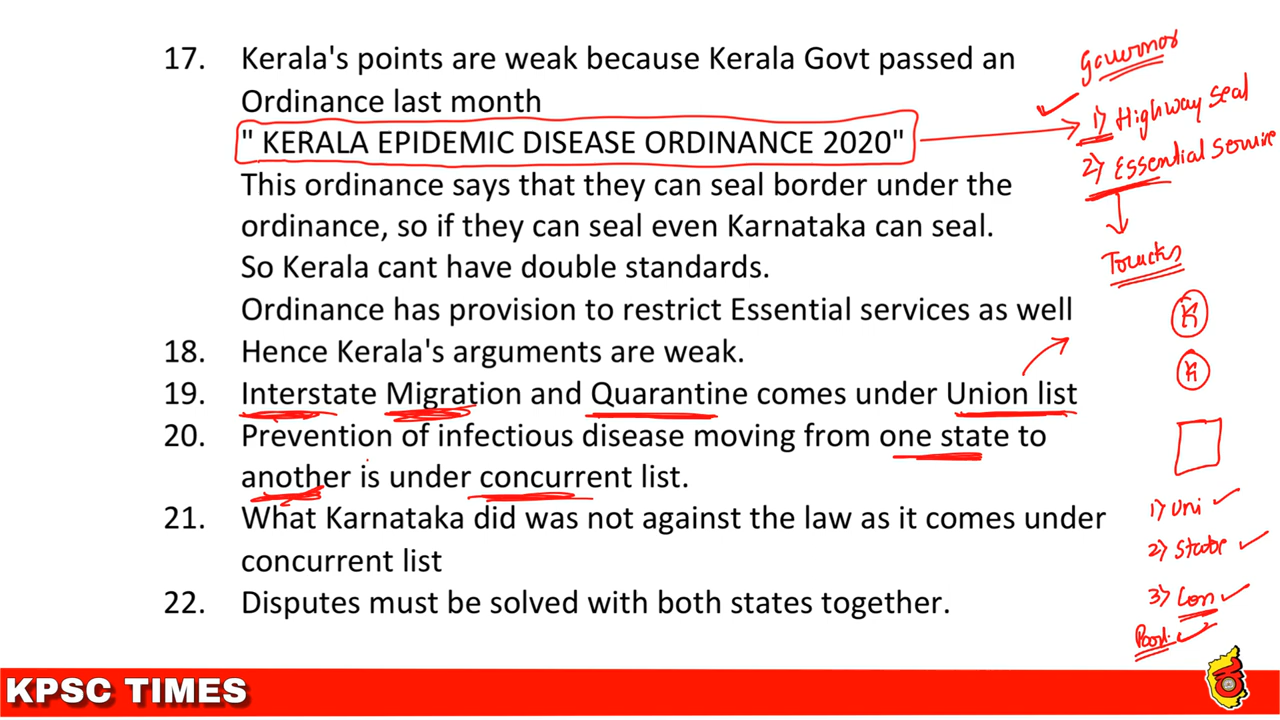 17. Kerala's points are weak because Kerala Govt passed an
Ordinance last month
" KERALA EPIDEMIC DISEASE ORDINANCE 2020"
This ordinance says that they can seal border under the
ordinance, so if they can seal even Karnataka can seal.
So Kerala cant have double standards.
Ordinance has provision to restrict Essential services as well
18. Hence Kerala's arguments are weak.
19. Interstate Migration and Quarantine comes under Union list
20. Prevention of infectious disease moving from one state to
another is under concurrent list.
21. What Karnataka did was not against the law as it comes under
concurrent list
22. Disputes must be solved with both states together.
Governor
1) Highway seal
2) Essential Service
K
K
1) Uni
2) State
3) Con
KPSC TIMES